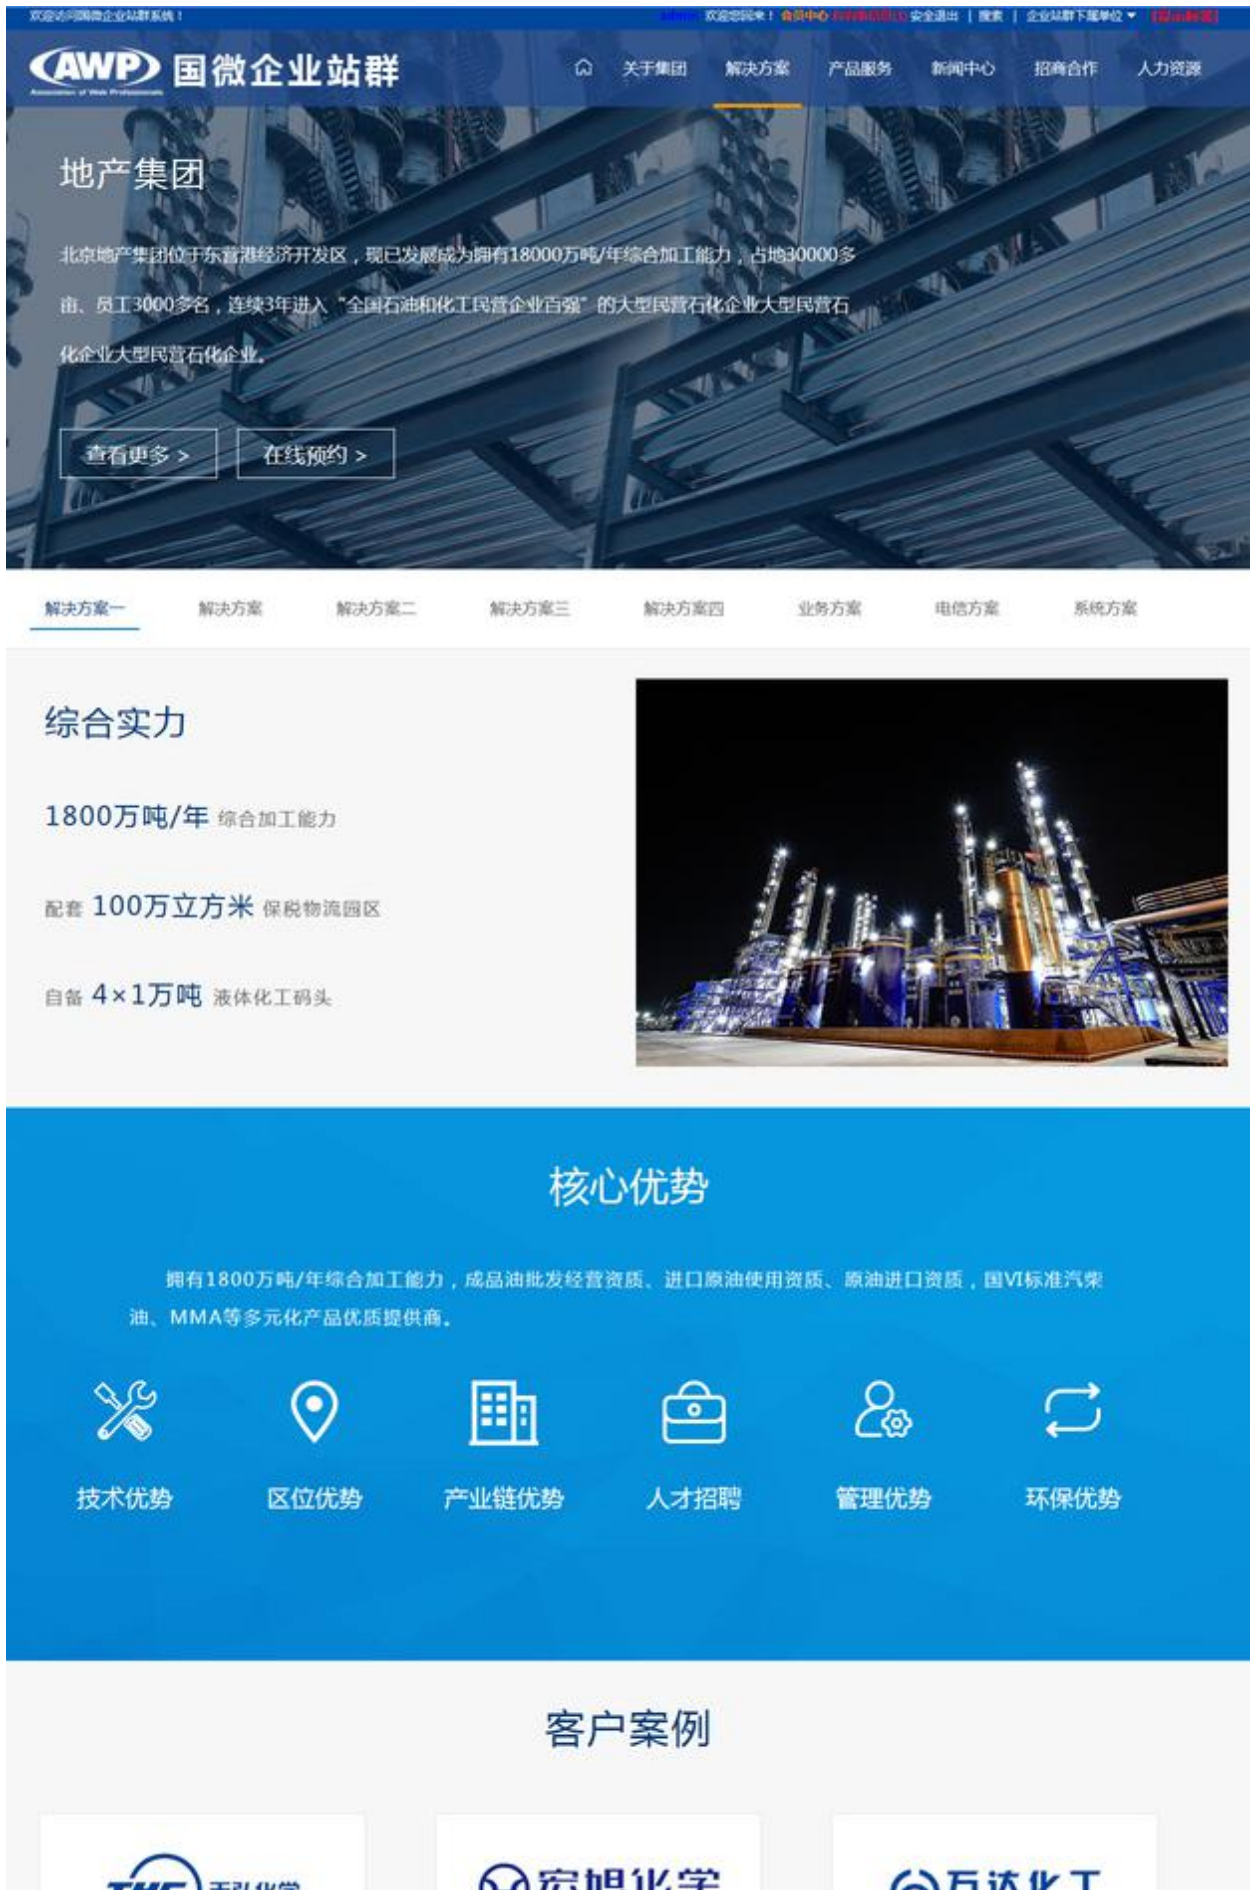 欢迎访问国微企业站群系统！
admin 欢迎您回来！ 会员中心 安全退出 | 搜索 | 企业站群下属单位
AWP 国微企业站群
Association of Web Professionals
关于集团 解决方案 产品服务 新闻中心 招商合作 人力资源
地产集团
北京地产集团位于东营港经济开发区，现已发展成为拥有18000万吨/年综合加工能力，占地30000多
亩、员工3000多名，连续3年进入“全国石油和化工民营企业百强”的大型民营石化企业大型民营石
化企业大型民营石化企业。
查看更多 > 在线预约 >
解决方案一 解决方案 解决方案二 解决方案三 解决方案四 业务方案 电信方案 系统方案
综合实力
1800万吨/年 综合加工能力
配套 100万立方米 保税物流园区
自备 4×1万吨 液体化工码头
核心优势
拥有1800万吨/年综合加工能力，成品油批发经营资质、进口原油使用资质、原油进口资质，国VI标准汽柴
油、MMA等多元化产品优质提供商。
技术优势 区位优势 产业链优势 人才招聘 管理优势 环保优势
客户案例
宏旭化学 万达化工